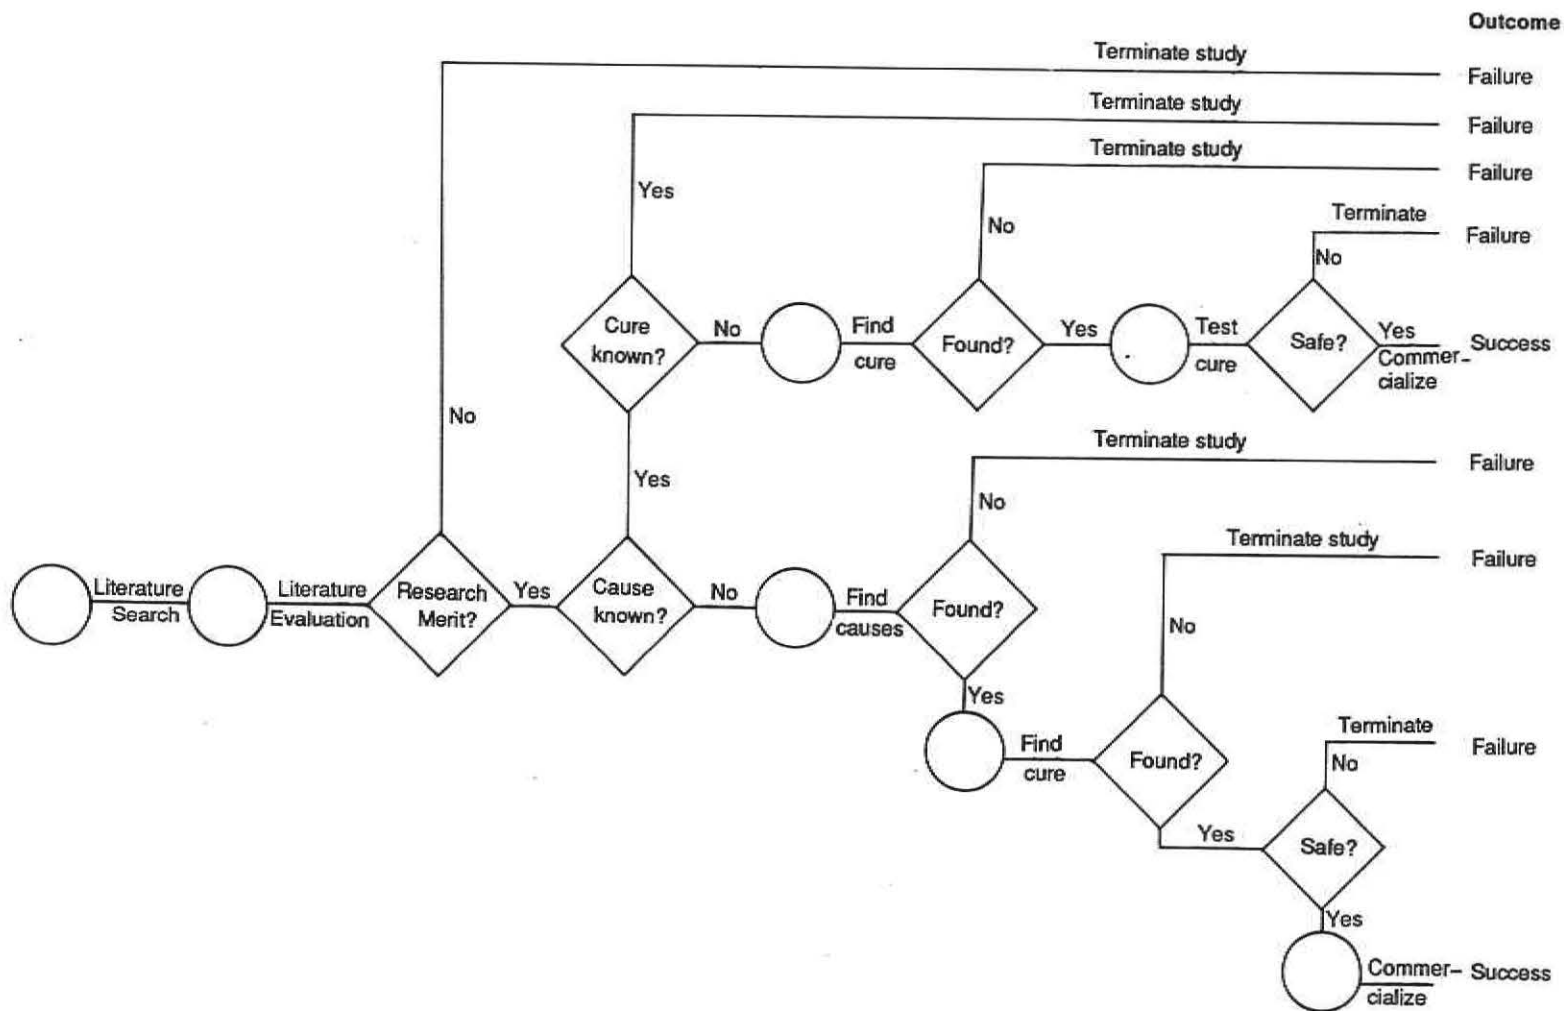 Outcome
Terminate study
Failure
Terminate study
Failure
Terminate study
Failure
Yes
No
Terminate
Failure
No
Cure
known?
No
Find
cure
Found?
Yes
Test
cure
Safe?
Yes
Commer-
cialize
Success
No
Yes
Terminate study
Failure
No
Literature
Search
Literature
Evaluation
Research
Merit?
Yes
Cause
known?
No
Find
causes
Found?
Terminate study
Failure
No
Yes
Find
cure
Found?
Yes
Terminate
Failure
No
Safe?
Yes
Commer-
cialize
Success